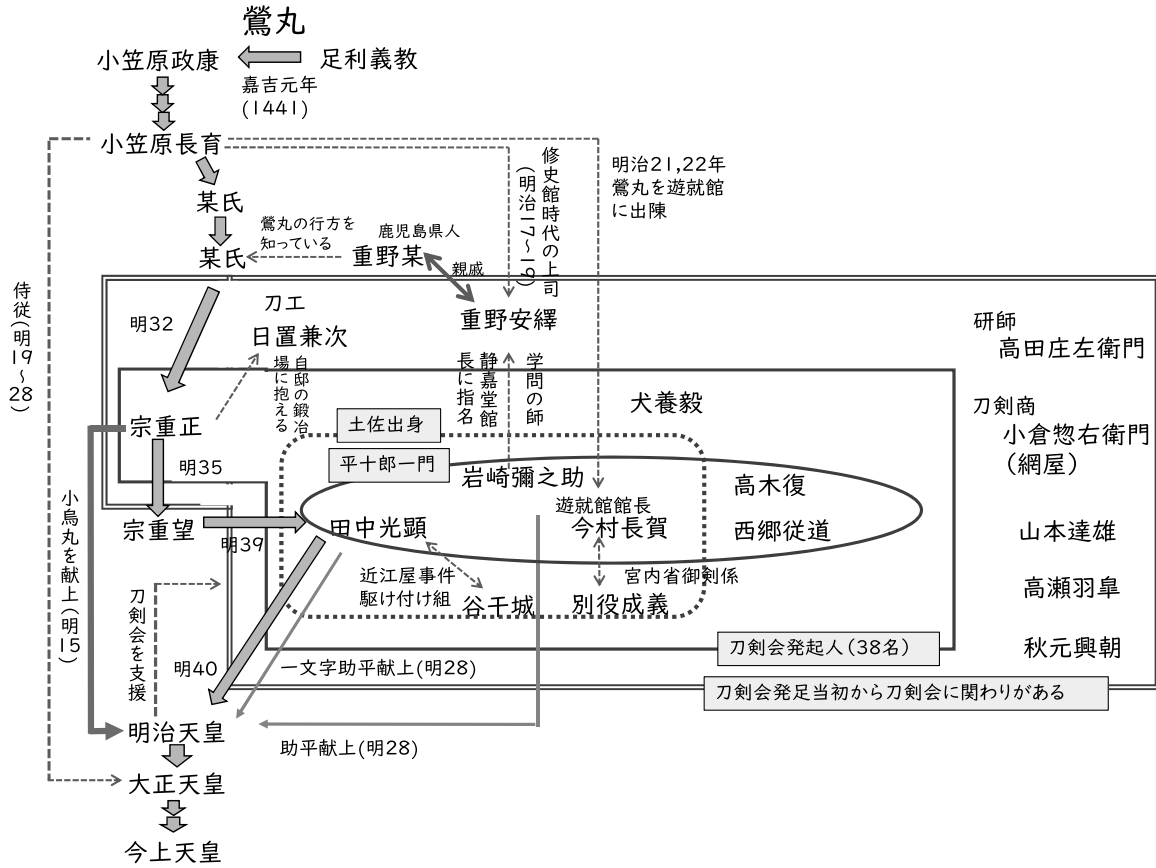 鶯丸
小笠原政康
足利義教
嘉吉元年
(1441)
小笠原長育
某氏
某氏
鶯丸の行方を
知っている
鹿児島県人
重野某
親戚
修史館時代の上司
(明治17~19)
明治21,22年
鶯丸を遊就館
に出陳
侍従(明19~28)
明32
刀工
日置兼次
自邸の鍛冶
場に抱える
重野安繹
静嘉堂館
長に指名
学問の師
研師
高田庄左衛門
犬養毅
刀剣商
小倉惣右衛門
(網屋)
宗重正
土佐出身
平十郎一門
明35
岩崎彌之助
高木復
遊就館館長
宗重望
明39
田中光顕
今村長賀
西郷従道
山本達雄
小烏丸を献上(明15)
刀剣会を支援
近江屋事件
駆け付け組
谷干城
宮内省御剣係
別役成義
高瀬羽皐
刀剣会発起人(38名)
秋元興朝
明40
一文字助平献上(明28)
刀剣会発足当初から刀剣会に関わりがある
明治天皇
助平献上(明28)
大正天皇
今上天皇